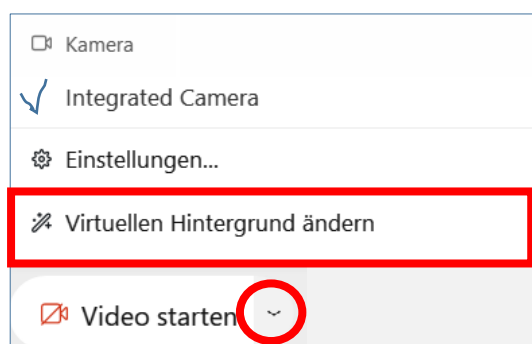 Kamera
Integrated Camera
Einstellungen...
Virtuellen Hintergrund ändern
Video starten